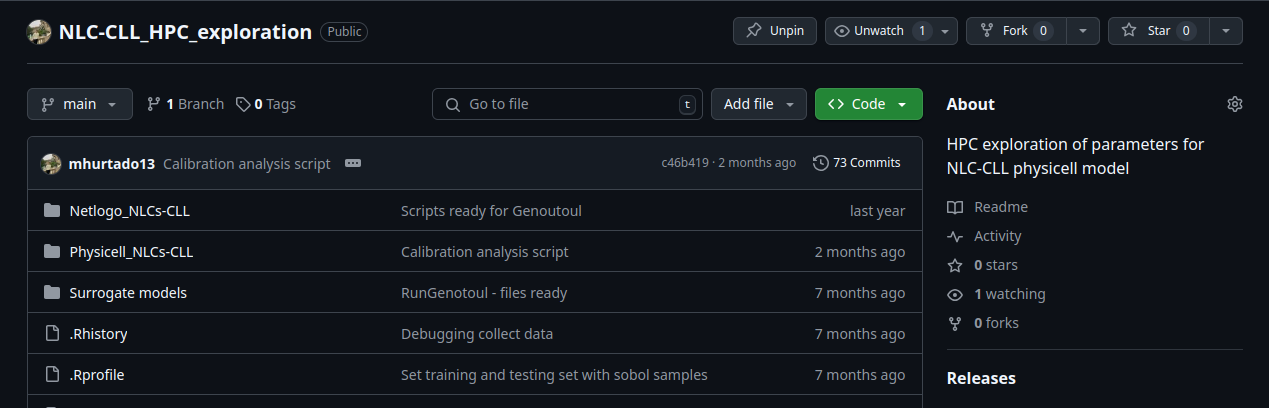 NLC-CLL_HPC_exploration Public Unpin Unwatch 1 Fork 0 Star 0
main 1 Branch 0 Tags Go to file t Add file Code
mhurtado13 Calibration analysis script c46b419 · 2 months ago 73 Commits
Netlogo_NLCs-CLL Scripts ready for Genoutoul last year
Physicell_NLCs-CLL Calibration analysis script 2 months ago
Surrogate models RunGenotoul - files ready 7 months ago
.Rhistory Debugging collect data 7 months ago
.Rprofile Set training and testing set with sobol samples 7 months ago
About
HPC exploration of parameters for
NLC-CLL physicell model
Readme
Activity
0 stars
1 watching
0 forks
Releases